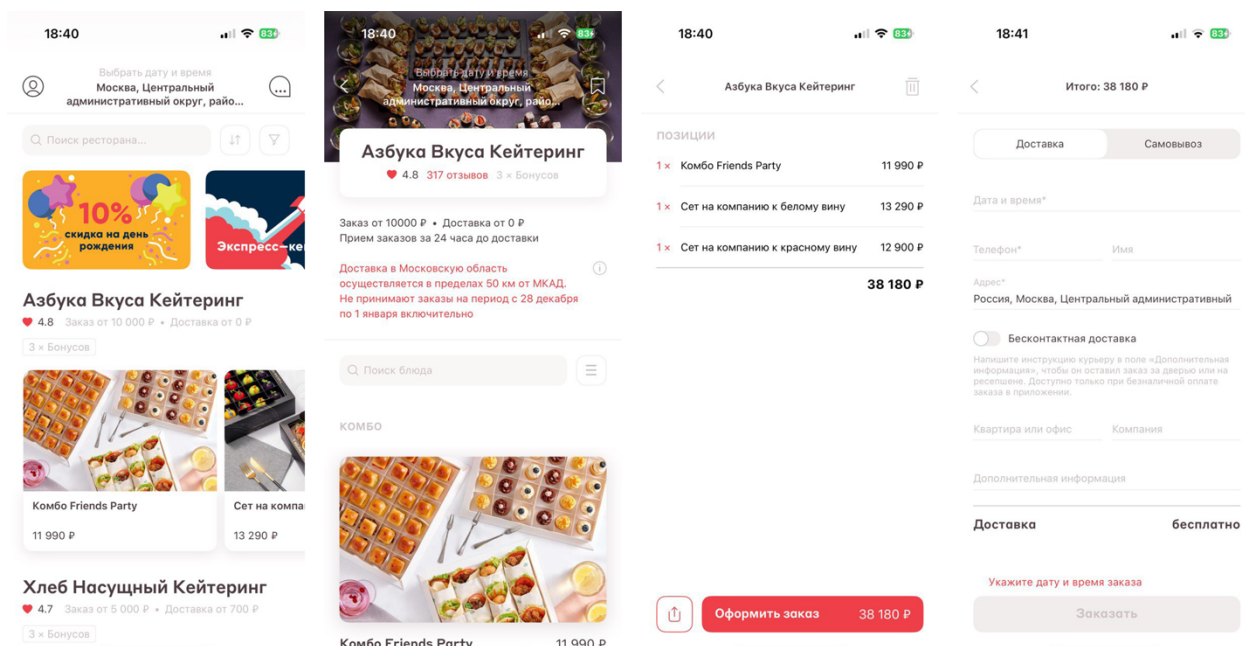 18:40
83
Выбрать дату и время
Москва, Центральный
административный округ, райо...
Поиск ресторана...
10%
скидка на день
рождения
Экспресс-ке
Азбука Вкуса Кейтеринг
4.8 Заказ от 10 000 ₽ • Доставка от 0 ₽
3 × Бонусов
Комбо Friends Party
11 990 ₽
Сет на компа
13 290 ₽
Хлеб Насущный Кейтеринг
4.7 Заказ от 5 000 ₽ • Доставка от 700 ₽
3 × Бонусов
18:40
83
Выбрать дату и время
Москва, Центральный
административный округ, райо...
Азбука Вкуса Кейтеринг
4.8 317 отзывов 3 × Бонусов
Заказ от 10000 ₽ • Доставка от 0 ₽
Прием заказов за 24 часа до доставки
Доставка в Московскую область
осуществляется в пределах 50 км от МКАД.
Не принимают заказы на период с 28 декабря
по 1 января включительно
Поиск блюда
КОМБО
Комбо Friends Party 11 990 ₽
18:40
83
Азбука Вкуса Кейтеринг
ПОЗИЦИИ
1 × Комбо Friends Party 11 990 ₽
1 × Сет на компанию к белому вину 13 290 ₽
1 × Сет на компанию к красному вину 12 900 ₽
38 180 ₽
Оформить заказ 38 180 ₽
18:41
83
Итого: 38 180 ₽
Доставка Самовывоз
Дата и время*
Телефон* Имя
Адрес*
Россия, Москва, Центральный административный
Бесконтактная доставка
Напишите инструкцию курьеру в поле «Дополнительная
информация», чтобы он оставил заказ за дверью или на
ресепшене. Доступно только при безналичной оплате
заказа в приложении.
Квартира или офис Компания
Дополнительная информация
Доставка бесплатно
Укажите дату и время заказа
Заказать